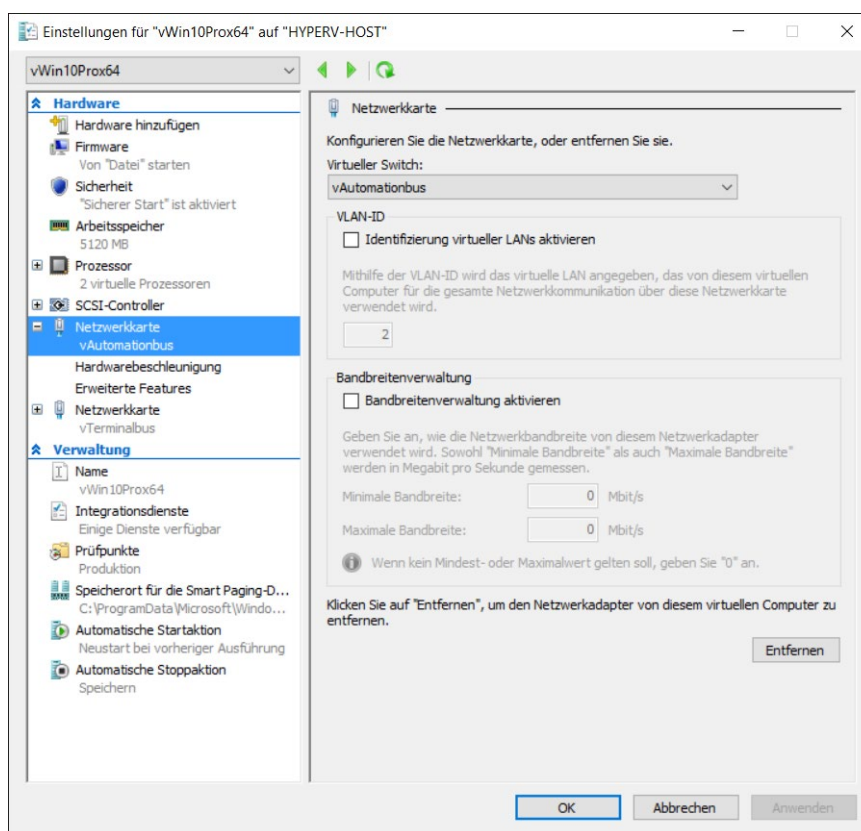 Einstellungen für "vWin10Prox64" auf "HYPERV-HOST"
vWin10Prox64
Hardware
Hardware hinzufügen
Firmware
Von "Datei" starten
Sicherheit
"Sicherer Start" ist aktiviert
Arbeitsspeicher
5120 MB
Prozessor
2 virtuelle Prozessoren
SCSI-Controller
Netzwerkkarte
vAutomationbus
Hardwarebeschleunigung
Erweiterte Features
Netzwerkkarte
vTerminalbus
Verwaltung
Name
vWin10Prox64
Integrationsdienste
Einige Dienste verfügbar
Prüfpunkte
Produktion
Speicherort für die Smart Paging-D...
C:\ProgramData\Microsoft\Windo...
Automatische Startaktion
Neustart bei vorheriger Ausführung
Automatische Stoppaktion
Speichern
Netzwerkkarte
Konfigurieren Sie die Netzwerkkarte, oder entfernen Sie sie.
Virtueller Switch:
vAutomationbus
VLAN-ID
Identifizierung virtueller LANs aktivieren
Mithilfe der VLAN-ID wird das virtuelle LAN angegeben, das von diesem virtuellen
Computer für die gesamte Netzwerkkommunikation über diese Netzwerkkarte
verwendet wird.
2
Bandbreitenverwaltung
Bandbreitenverwaltung aktivieren
Geben Sie an, wie die Netzwerkbandbreite von diesem Netzwerkadapter
verwendet wird. Sowohl "Minimale Bandbreite" als auch "Maximale Bandbreite"
werden in Megabit pro Sekunde gemessen.
Minimale Bandbreite: 0 Mbit/s
Maximale Bandbreite: 0 Mbit/s
Wenn kein Mindest- oder Maximalwert gelten soll, geben Sie "0" an.
Klicken Sie auf "Entfernen", um den Netzwerkadapter von diesem virtuellen Computer zu
entfernen.
Entfernen
OK Abbrechen Anwenden